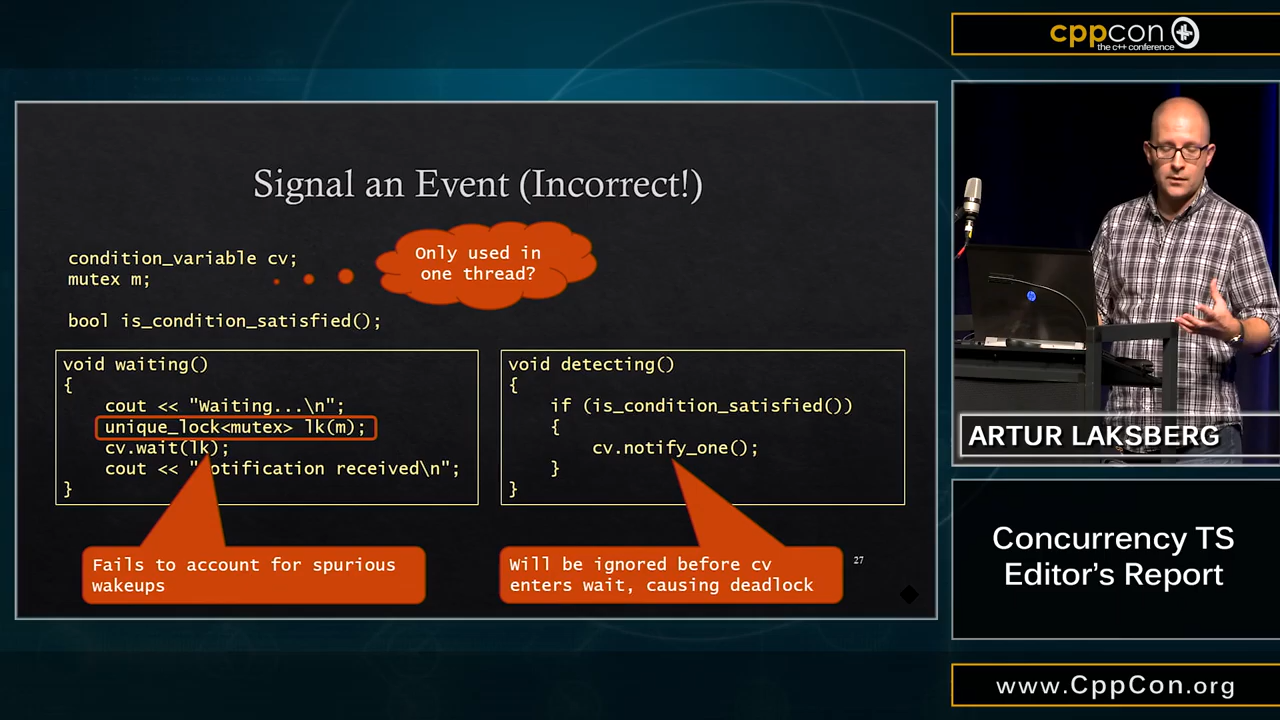 cppcon
the c++ conference
Signal an Event (Incorrect!)
Only used in
one thread?
condition_variable cv;
mutex m;
bool is_condition_satisfied();
void waiting()
{
cout << "Waiting...\n";
unique_lock<mutex> lk(m);
cv.wait(lk);
cout << "Notification received\n";
}
void detecting()
{
if (is_condition_satisfied())
{
cv.notify_one();
}
}
Fails to account for spurious
wakeups
Will be ignored before cv
enters wait, causing deadlock
27
ARTUR LAKSBERG
Concurrency TS
Editor's Report
www.CppCon.org